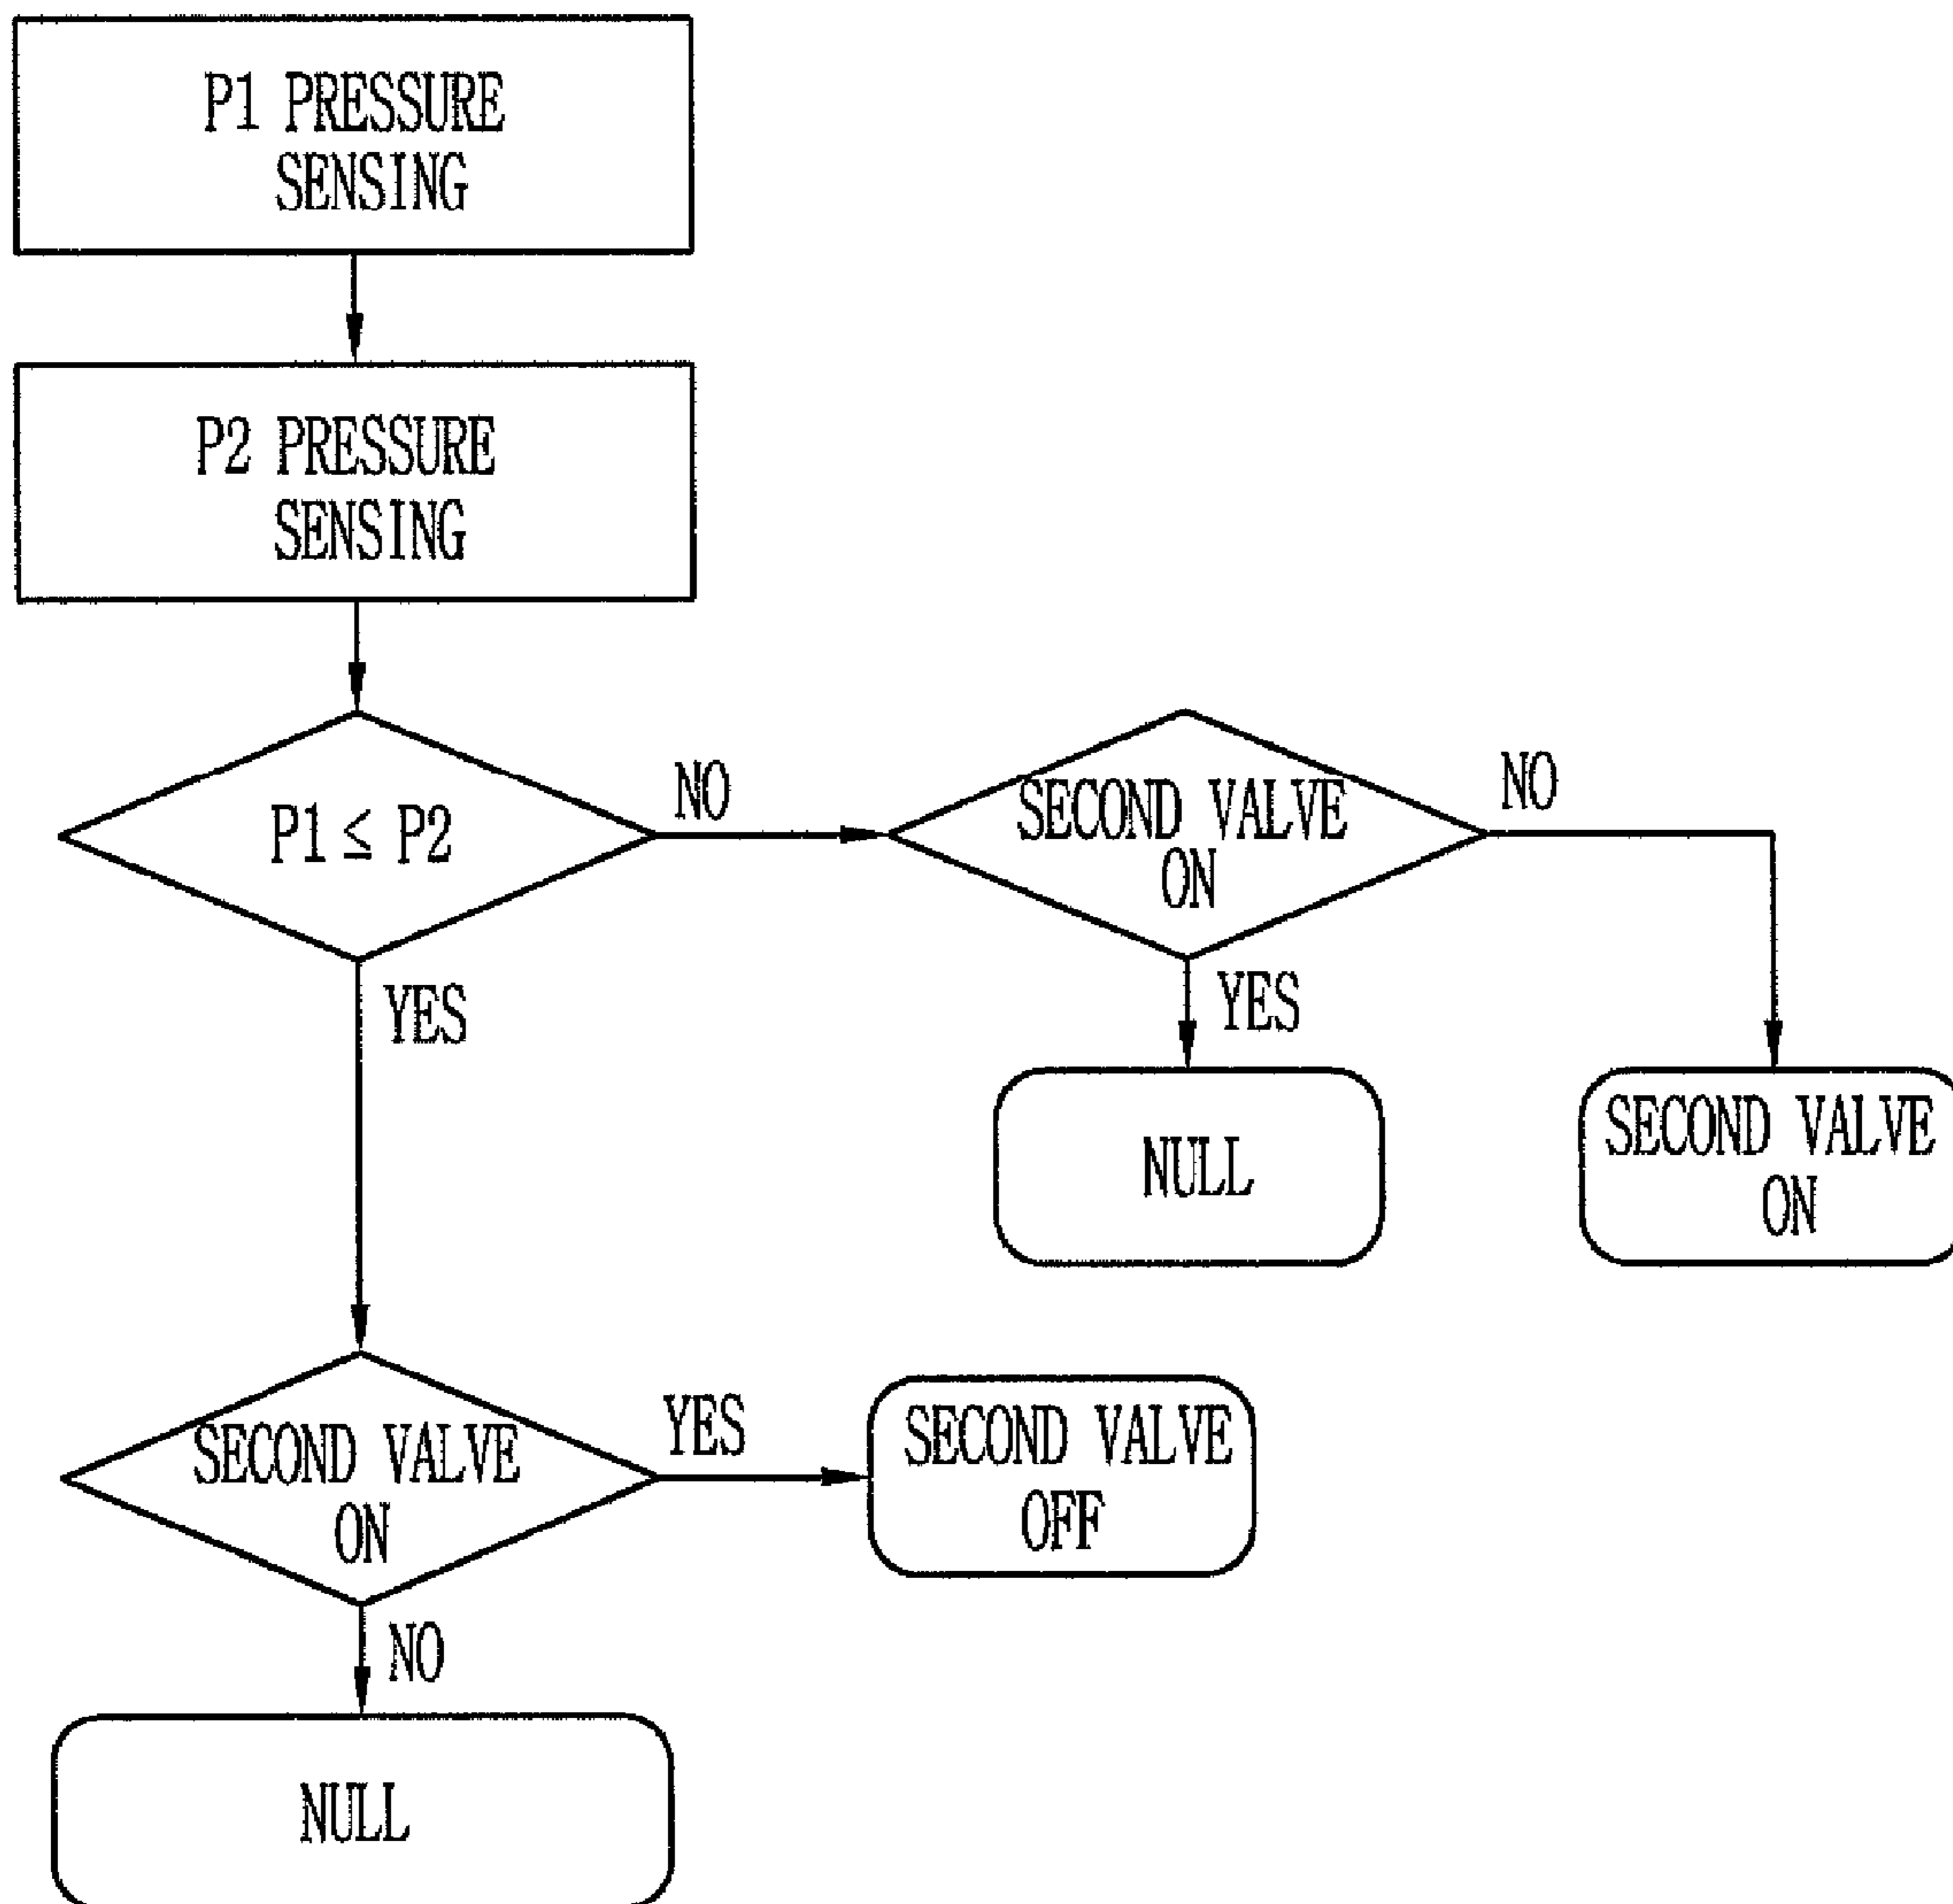 P1 PRESSURE
SENSING
P2 PRESSURE
SENSING
P1 ≤ P2
NO
SECOND VALVE
ON
NO
YES
YES
NULL
SECOND VALVE
ON
SECOND VALVE
ON
YES
SECOND VALVE
OFF
NO
NULL